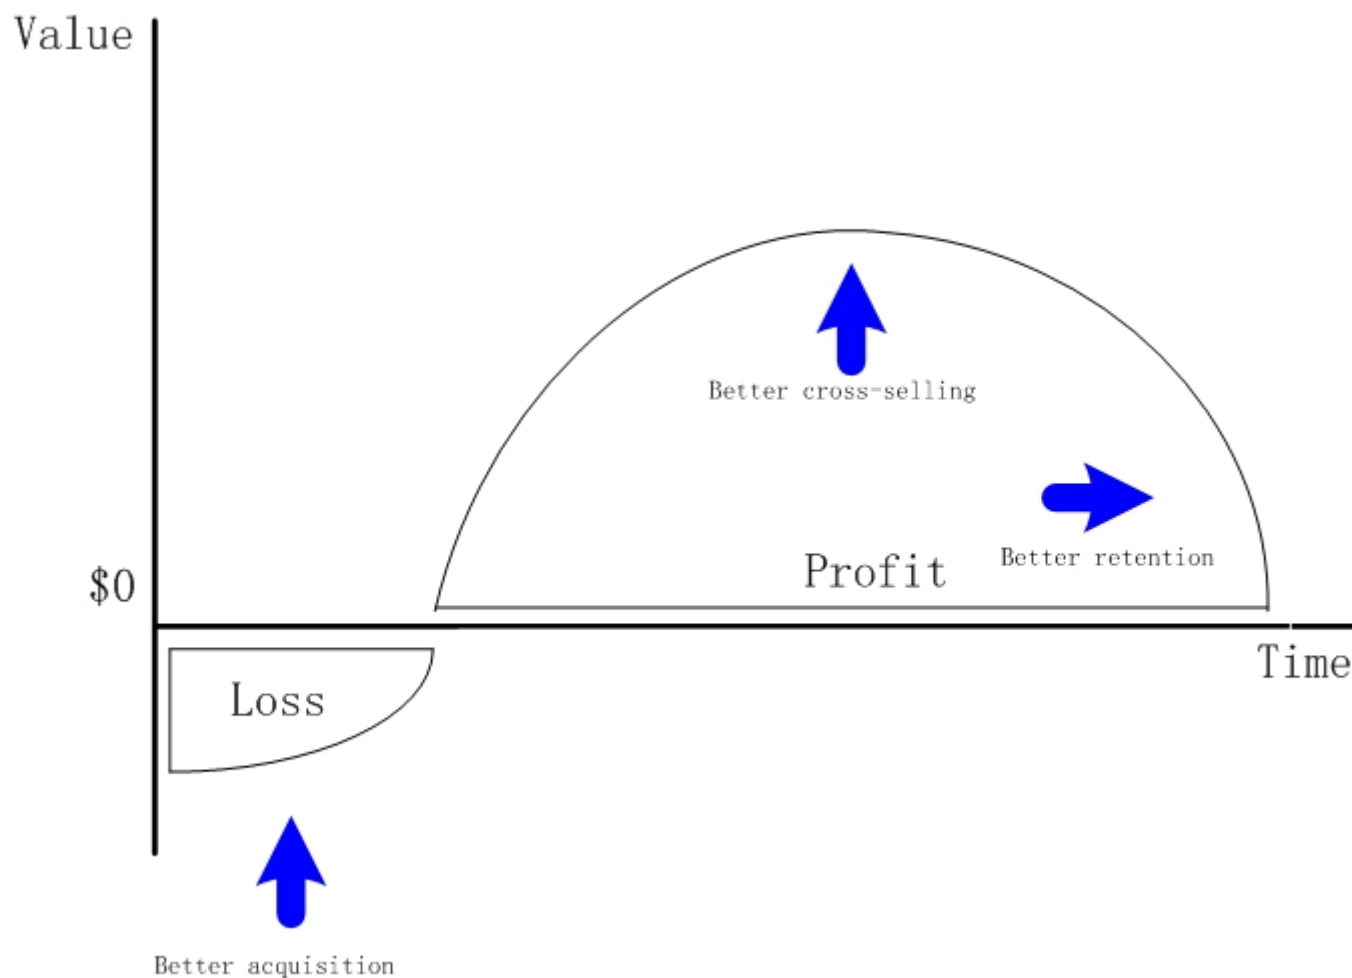 Value
Better cross-selling
Better retention
Profit
$0
Time
Loss
Better acquisition